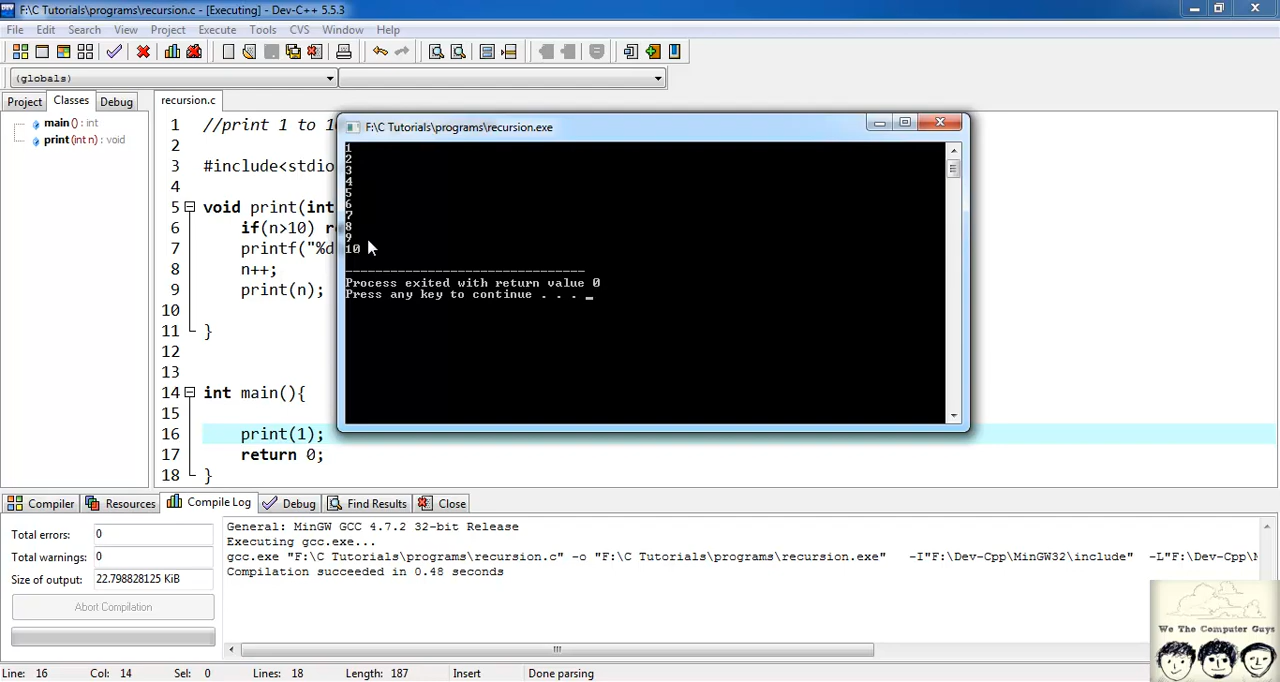 F:\C Tutorials\programs\recursion.c - [Executing] - Dev-C++ 5.5.3
File Edit Search View Project Execute Tools CVS Window Help
(globals)
Project Classes Debug
recursion.c
main () : int
print (int n) : void
1 //print 1 to 1
2
3 #include<stdio
4
5 void print(int
6 if(n>10) r
7 printf("%d
8 n++;
9 print(n);
10
11 }
12
13
14 int main(){
15
16 print(1);
17 return 0;
18 }
F:\C Tutorials\programs\recursion.exe
1
2
3
4
5
6
7
8
9
10
--------------------------------
Process exited with return value 0
Press any key to continue . . . _
Compiler Resources Compile Log Debug Find Results Close
Total errors: 0
Total warnings: 0
Size of output: 22.798828125 KiB
Abort Compilation
General: MinGW GCC 4.7.2 32-bit Release
Executing gcc.exe...
gcc.exe "F:\C Tutorials\programs\recursion.c" -o "F:\C Tutorials\programs\recursion.exe" -I"F:\Dev-Cpp\MinGW32\include" -L"F:\Dev-Cpp\M
Compilation succeeded in 0.48 seconds
We The Computer Guys
Line: 16 Col: 14 Sel: 0 Lines: 18 Length: 187 Insert Done parsing